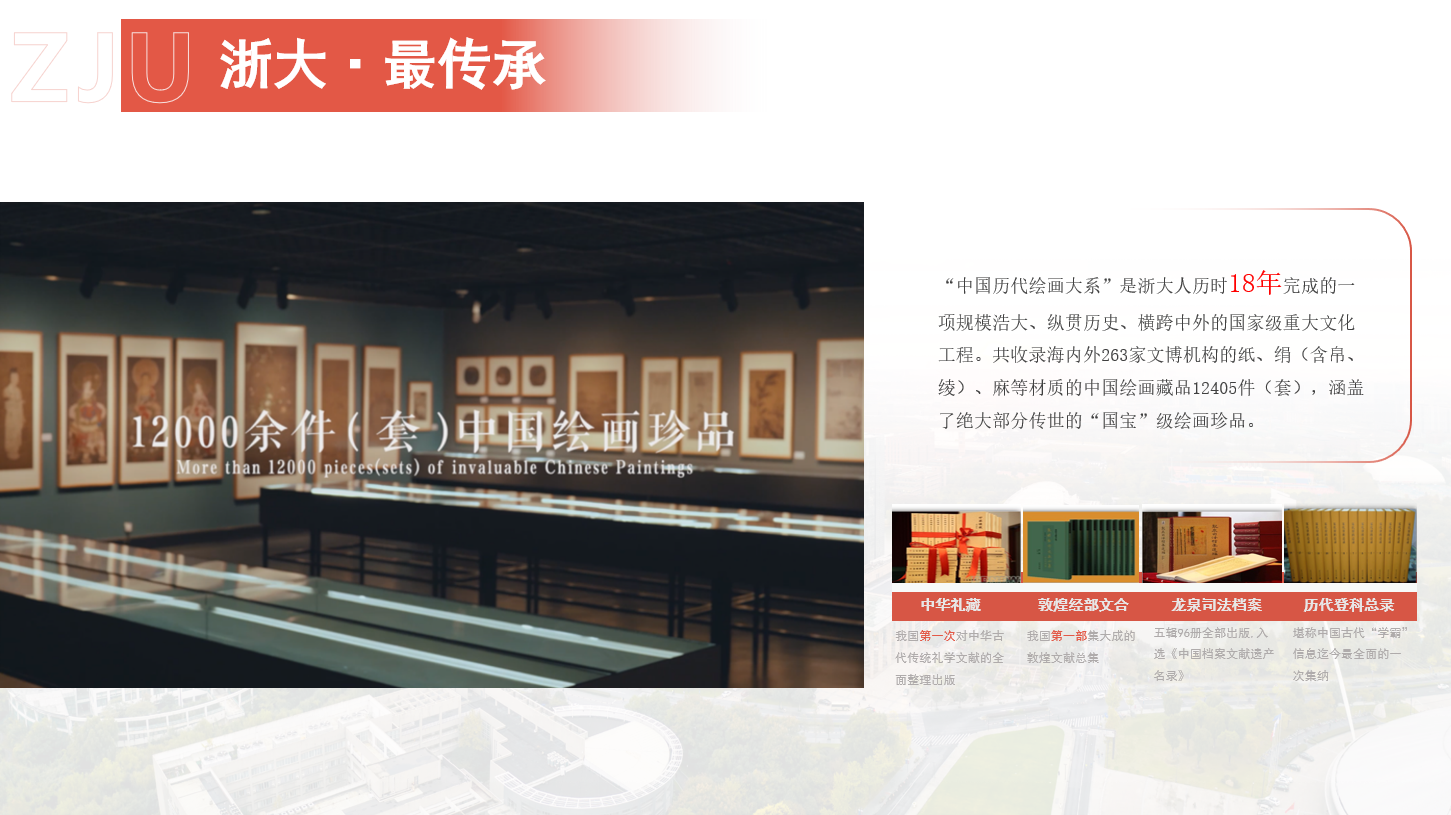 ZJU 浙大·最传承
12000余件(套)中国绘画珍品
More than 12000 pieces(sets) of invaluable Chinese Paintings
“中国历代绘画大系”是浙大人历时18年完成的一
项规模浩大、纵贯历史、横跨中外的国家级重大文化
工程。共收录海内外263家文博机构的纸、绢（含帛、
绫）、麻等材质的中国绘画藏品12405件（套），涵盖
了绝大部分传世的“国宝”级绘画珍品。
中华礼藏
我国第一次对中华古
代传统礼学文献的全
面整理出版
敦煌经部文合
我国第一部集大成的
敦煌文献总集
龙泉司法档案
五辑96册全部出版,入
选《中国档案文献遗产
名录》
历代登科总录
堪称中国古代“学霸”
信息迄今最全面的一
次集纳